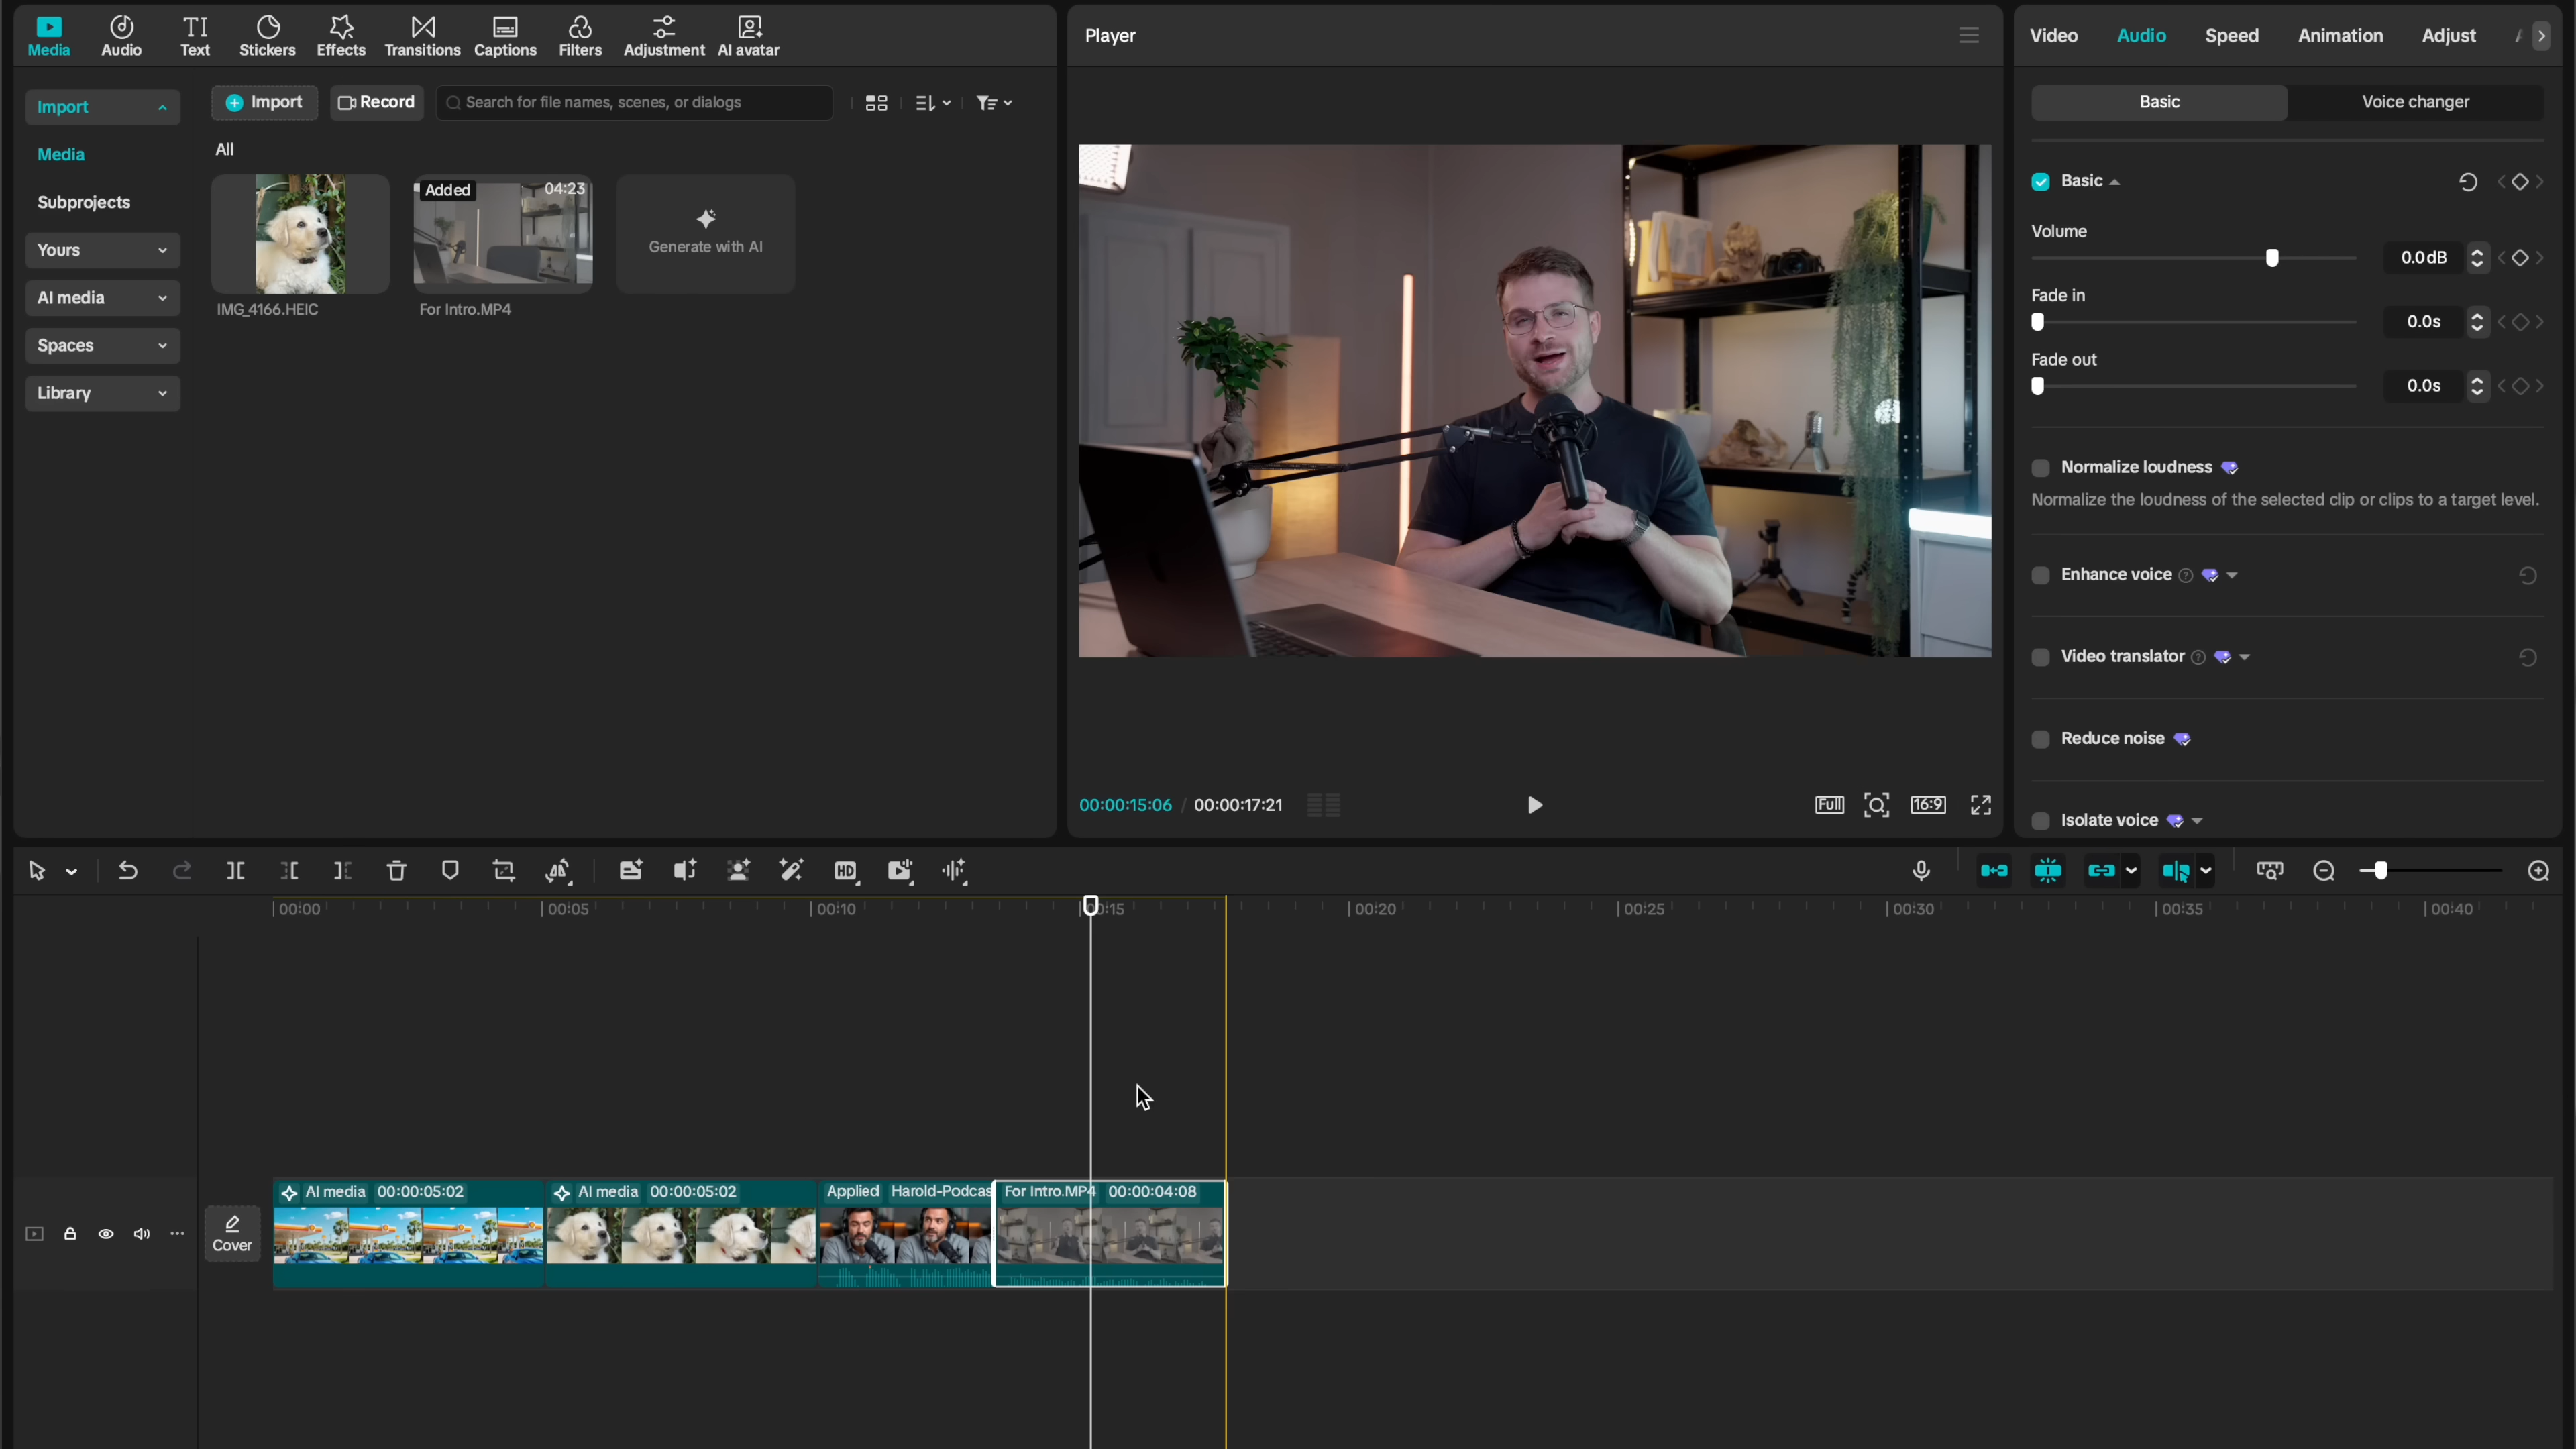 Media
Audio
Text
Stickers
Effects
Transitions
Captions
Filters
Adjustment
AI avatar
Import
Media
Subprojects
Yours
AI media
Spaces
Library
Import
Record
Search for file names, scenes, or dialogs
All
Added 04:23
Generate with AI
IMG_4166.HEIC
For Intro.MP4
Player
00:00:15:06 / 00:00:17:21
Full
16:9
Video
Audio
Speed
Animation
Adjust
Basic
Voice changer
Basic
Volume
0.0dB
Fade in
0.0s
Fade out
0.0s
Normalize loudness
Normalize the loudness of the selected clip or clips to a target level.
Enhance voice
Video translator
Reduce noise
Isolate voice
HD
00:00
00:05
00:10
00:15
00:20
00:25
00:30
00:35
00:40
Cover
AI media 00:00:05:02
AI media 00:00:05:02
Applied Harold-Podcas
For Intro.MP4 00:00:04:08